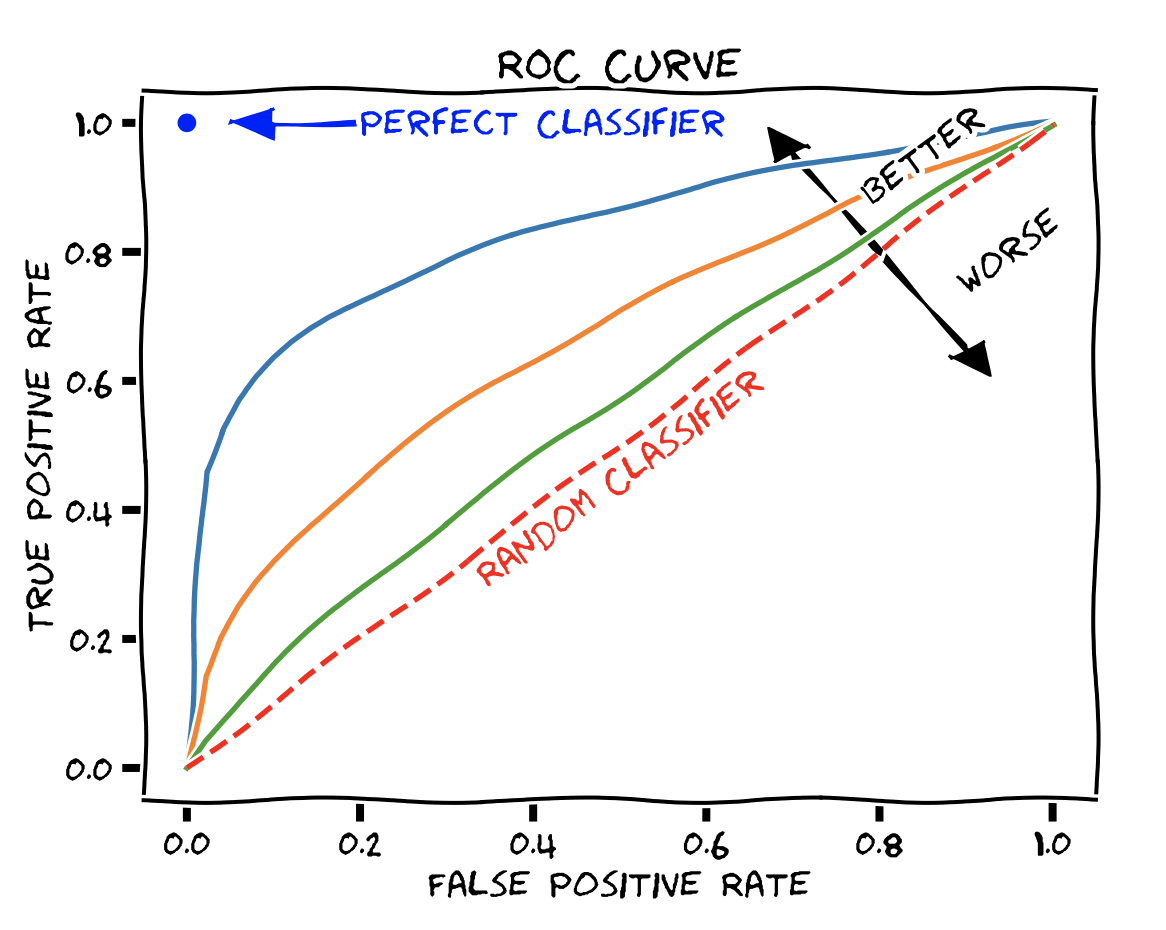 ROC CURVE
PERFECT CLASSIFIER
BETTER
WORSE
RANDOM CLASSIFIER
TRUE POSITIVE RATE
1.0
0.8
0.6
0.4
0.2
0.0
0.0 0.2 0.4 0.6 0.8 1.0
FALSE POSITIVE RATE